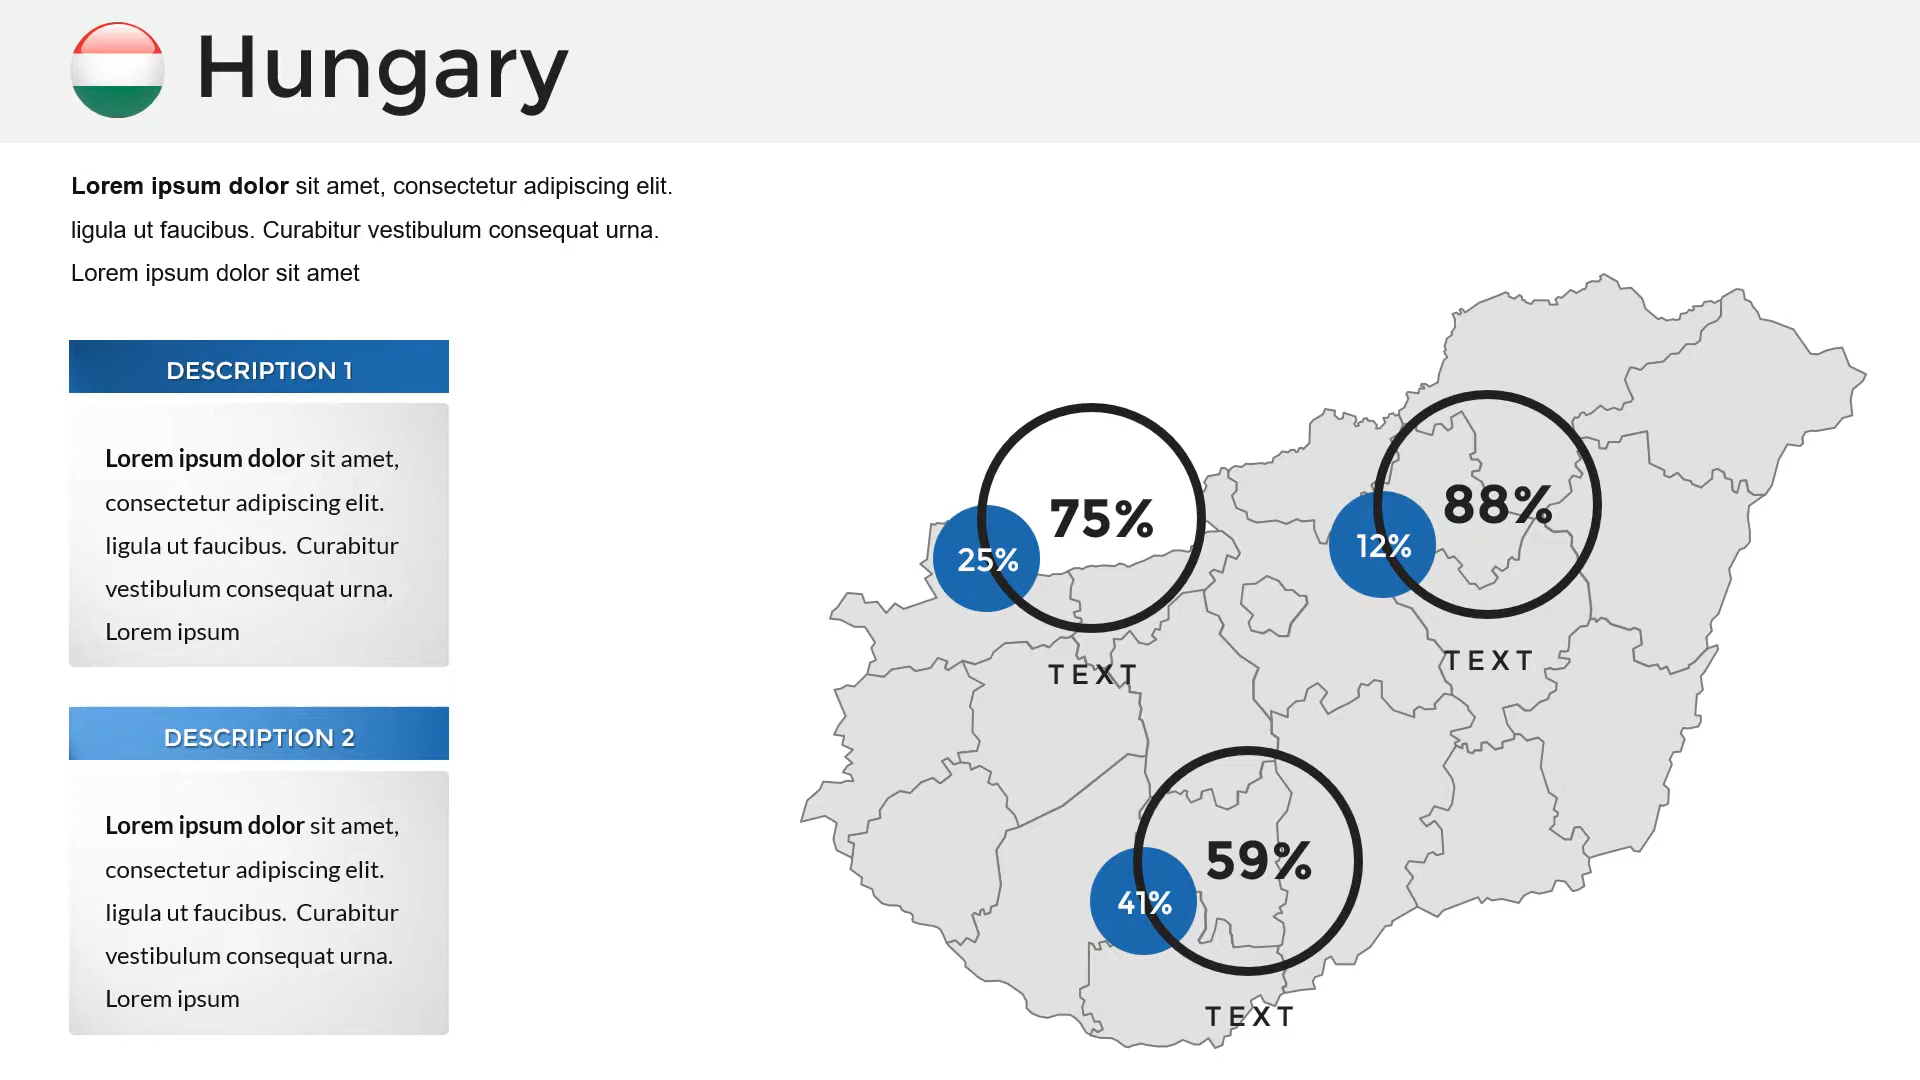 Hungary
Lorem ipsum dolor sit amet, consectetur adipiscing elit.
ligula ut faucibus. Curabitur vestibulum consequat urna.
Lorem ipsum dolor sit amet
DESCRIPTION 1
Lorem ipsum dolor sit amet,
consectetur adipiscing elit.
ligula ut faucibus. Curabitur
vestibulum consequat urna.
Lorem ipsum
DESCRIPTION 2
Lorem ipsum dolor sit amet,
consectetur adipiscing elit.
ligula ut faucibus. Curabitur
vestibulum consequat urna.
Lorem ipsum
75%
25%
TEXT
88%
12%
TEXT
59%
41%
TEXT